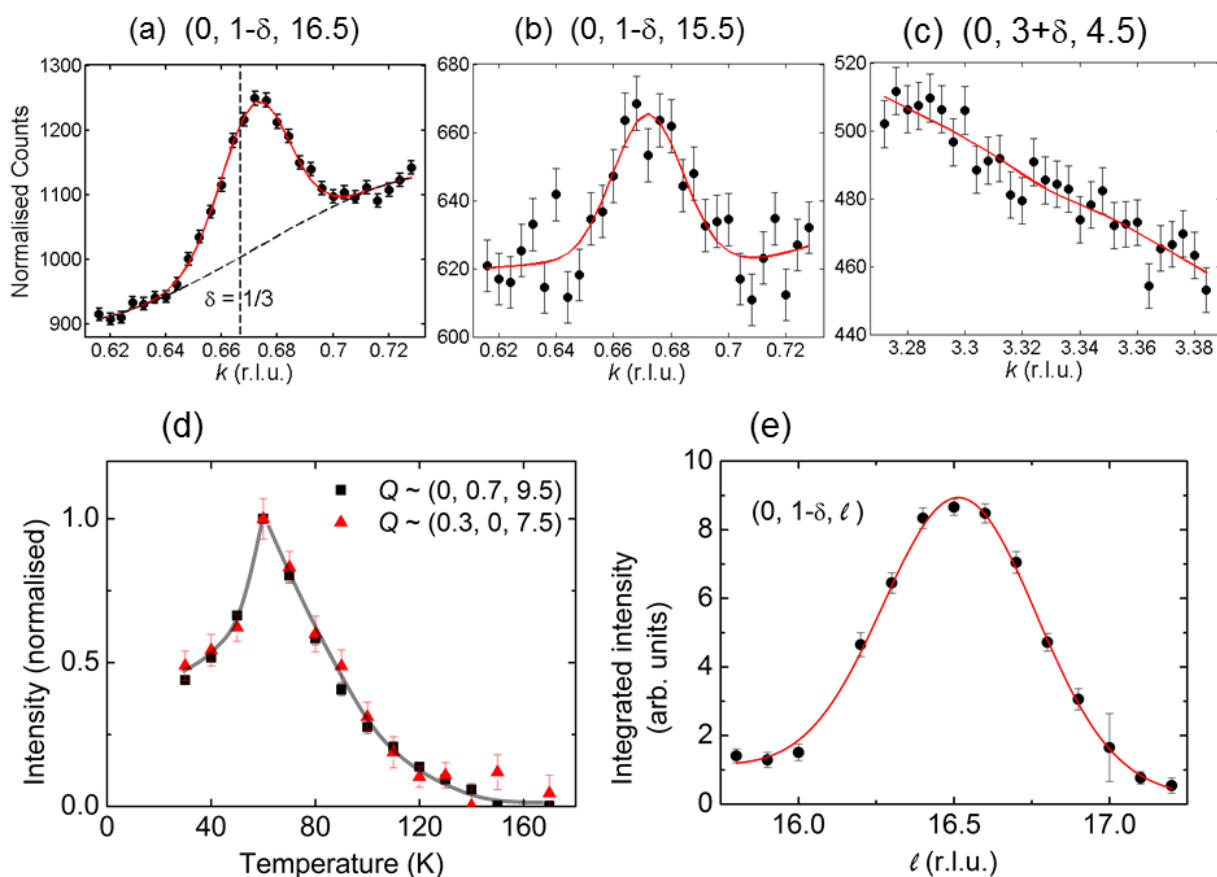 (a) (0, 1-δ, 16.5)
(b) (0, 1-δ, 15.5)
(c) (0, 3+δ, 4.5)
Normalised Counts
1300
1200
1100
1000
900
δ = 1/3
0.62 0.64 0.66 0.68 0.70 0.72
k (r.l.u.)
660
640
620
600
0.62 0.64 0.66 0.68 0.7 0.72
k (r.l.u.)
520
500
480
460
440
3.28 3.3 3.32 3.34 3.36 3.38
k (r.l.u.)
(d)
Intensity (normalised)
1.0
0.5
0.0
Q ~ (0, 0.7, 9.5)
Q ~ (0.3, 0, 7.5)
0 40 80 120 160
Temperature (K)
(e)
Integrated intensity
(arb. units)
10
8
6
4
2
0
(0, 1-δ, ℓ)
16.0 16.5 17.0
ℓ (r.l.u.)